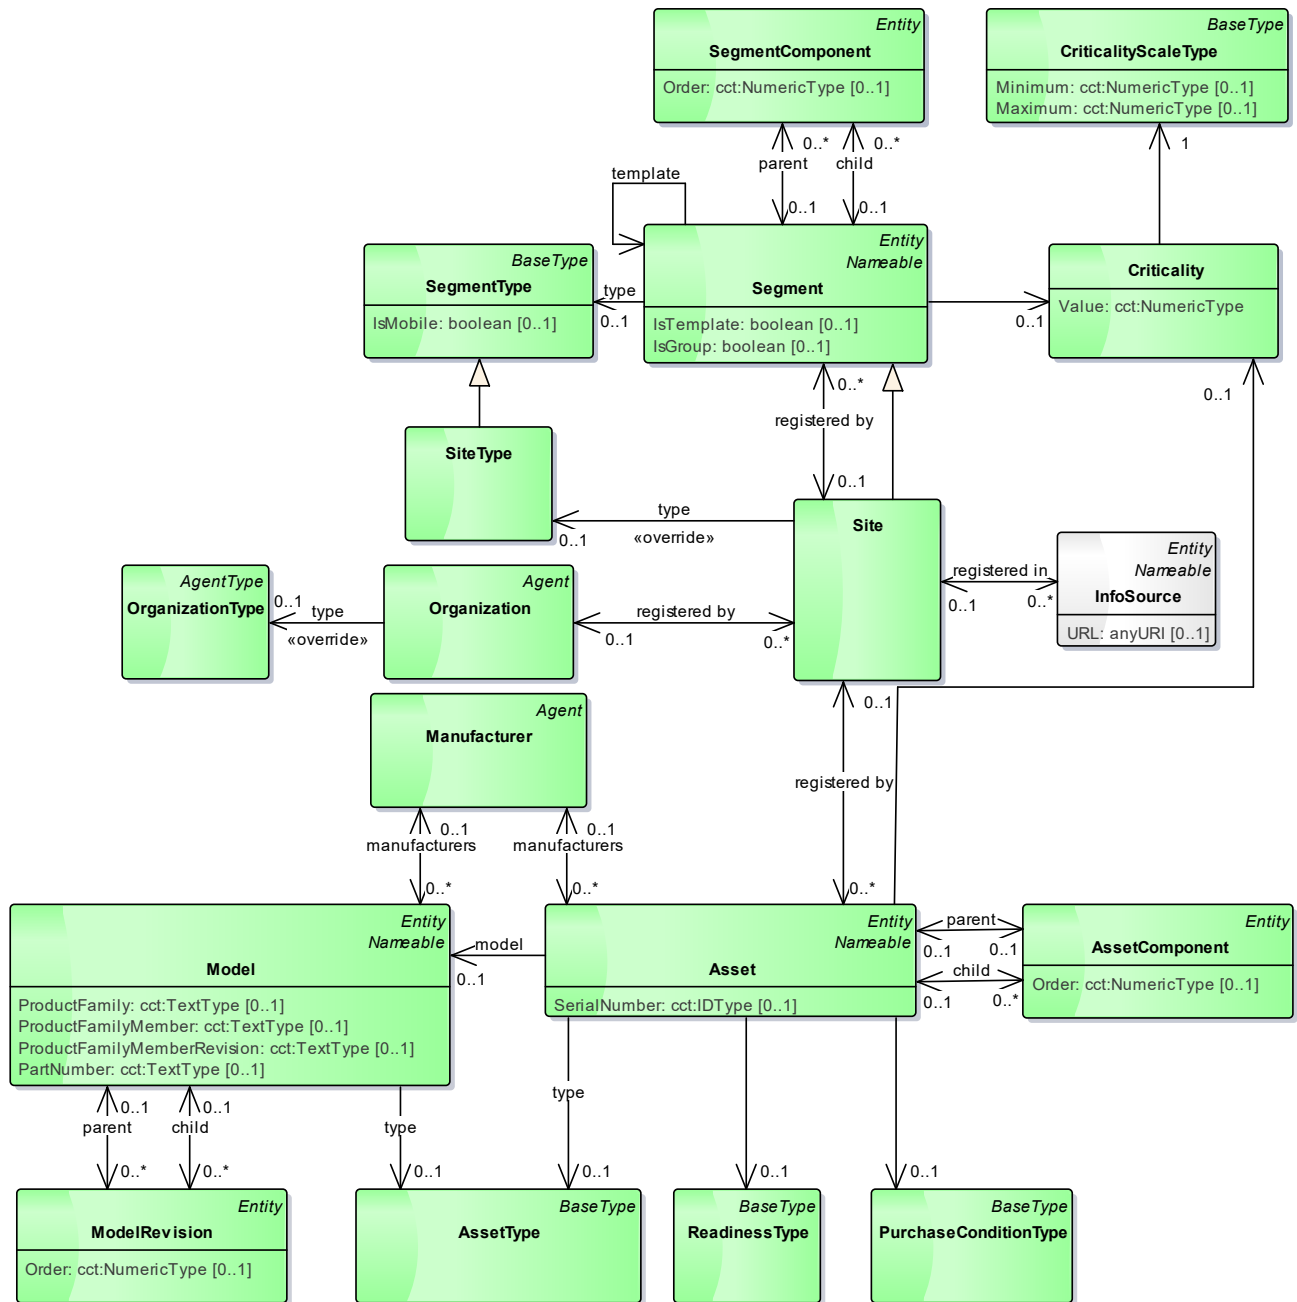 Entity
SegmentComponent
Order: cct:NumericType [0..1]
BaseType
CriticalityScaleType
Minimum: cct:NumericType [0..1]
Maximum: cct:NumericType [0..1]
0..*
0..*
1
parent
child
template
0..1
0..1
BaseType
SegmentType
IsMobile: boolean [0..1]
type
0..1
Entity
Nameable
Segment
IsTemplate: boolean [0..1]
IsGroup: boolean [0..1]
0..1
Criticality
Value: cct:NumericType
0..*
0..1
registered by
0..1
SiteType
type
0..1
«override»
Site
Entity
Nameable
InfoSource
URL: anyURI [0..1]
registered in
0..1
0..*
AgentType
OrganizationType
0..1
type
«override»
Agent
Organization
registered by
0..1
0..*
Agent
Manufacturer
0..1
registered by
0..1
0..1
manufacturers
manufacturers
0..*
0..*
0..*
Entity
Nameable
Model
ProductFamily: cct:TextType [0..1]
ProductFamilyMember: cct:TextType [0..1]
ProductFamilyMemberRevision: cct:TextType [0..1]
PartNumber: cct:TextType [0..1]
model
0..1
Entity
Nameable
Asset
SerialNumber: cct:IDType [0..1]
parent
0..1
0..1
child
0..1
0..*
Entity
AssetComponent
Order: cct:NumericType [0..1]
0..1
0..1
parent
child
type
type
0..*
0..*
0..1
0..1
0..1
0..1
Entity
ModelRevision
Order: cct:NumericType [0..1]
BaseType
AssetType
BaseType
ReadinessType
BaseType
PurchaseConditionType